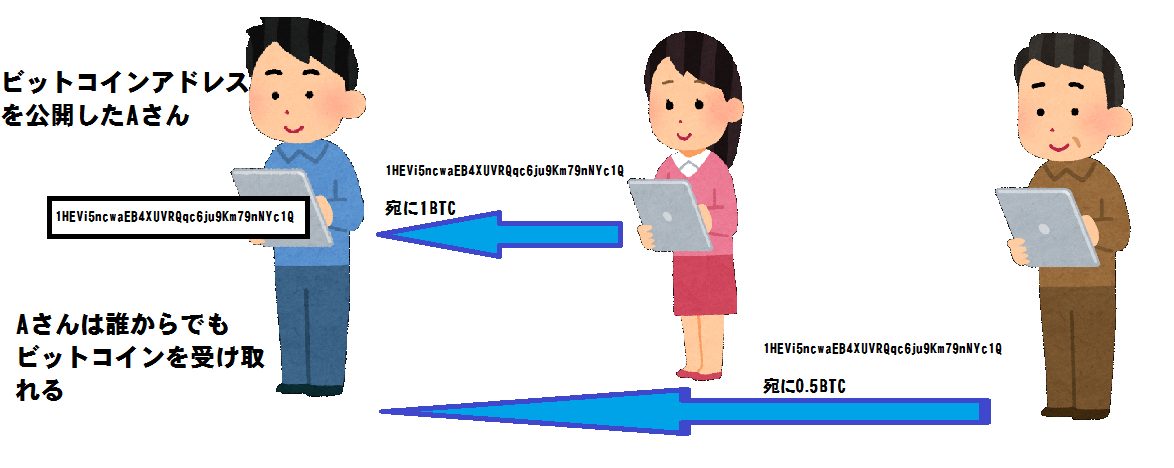 ビットコインアドレス
を公開したAさん
1HEVi5ncwaEB4XUVRQqc6ju9Km79nNYc1Q
1HEVi5ncwaEB4XUVRQqc6ju9Km79nNYc1Q
宛に1BTC
Aさんは誰からでも
ビットコインを受け取
れる
1HEVi5ncwaEB4XUVRQqc6ju9Km79nNYc1Q
宛に0.5BTC